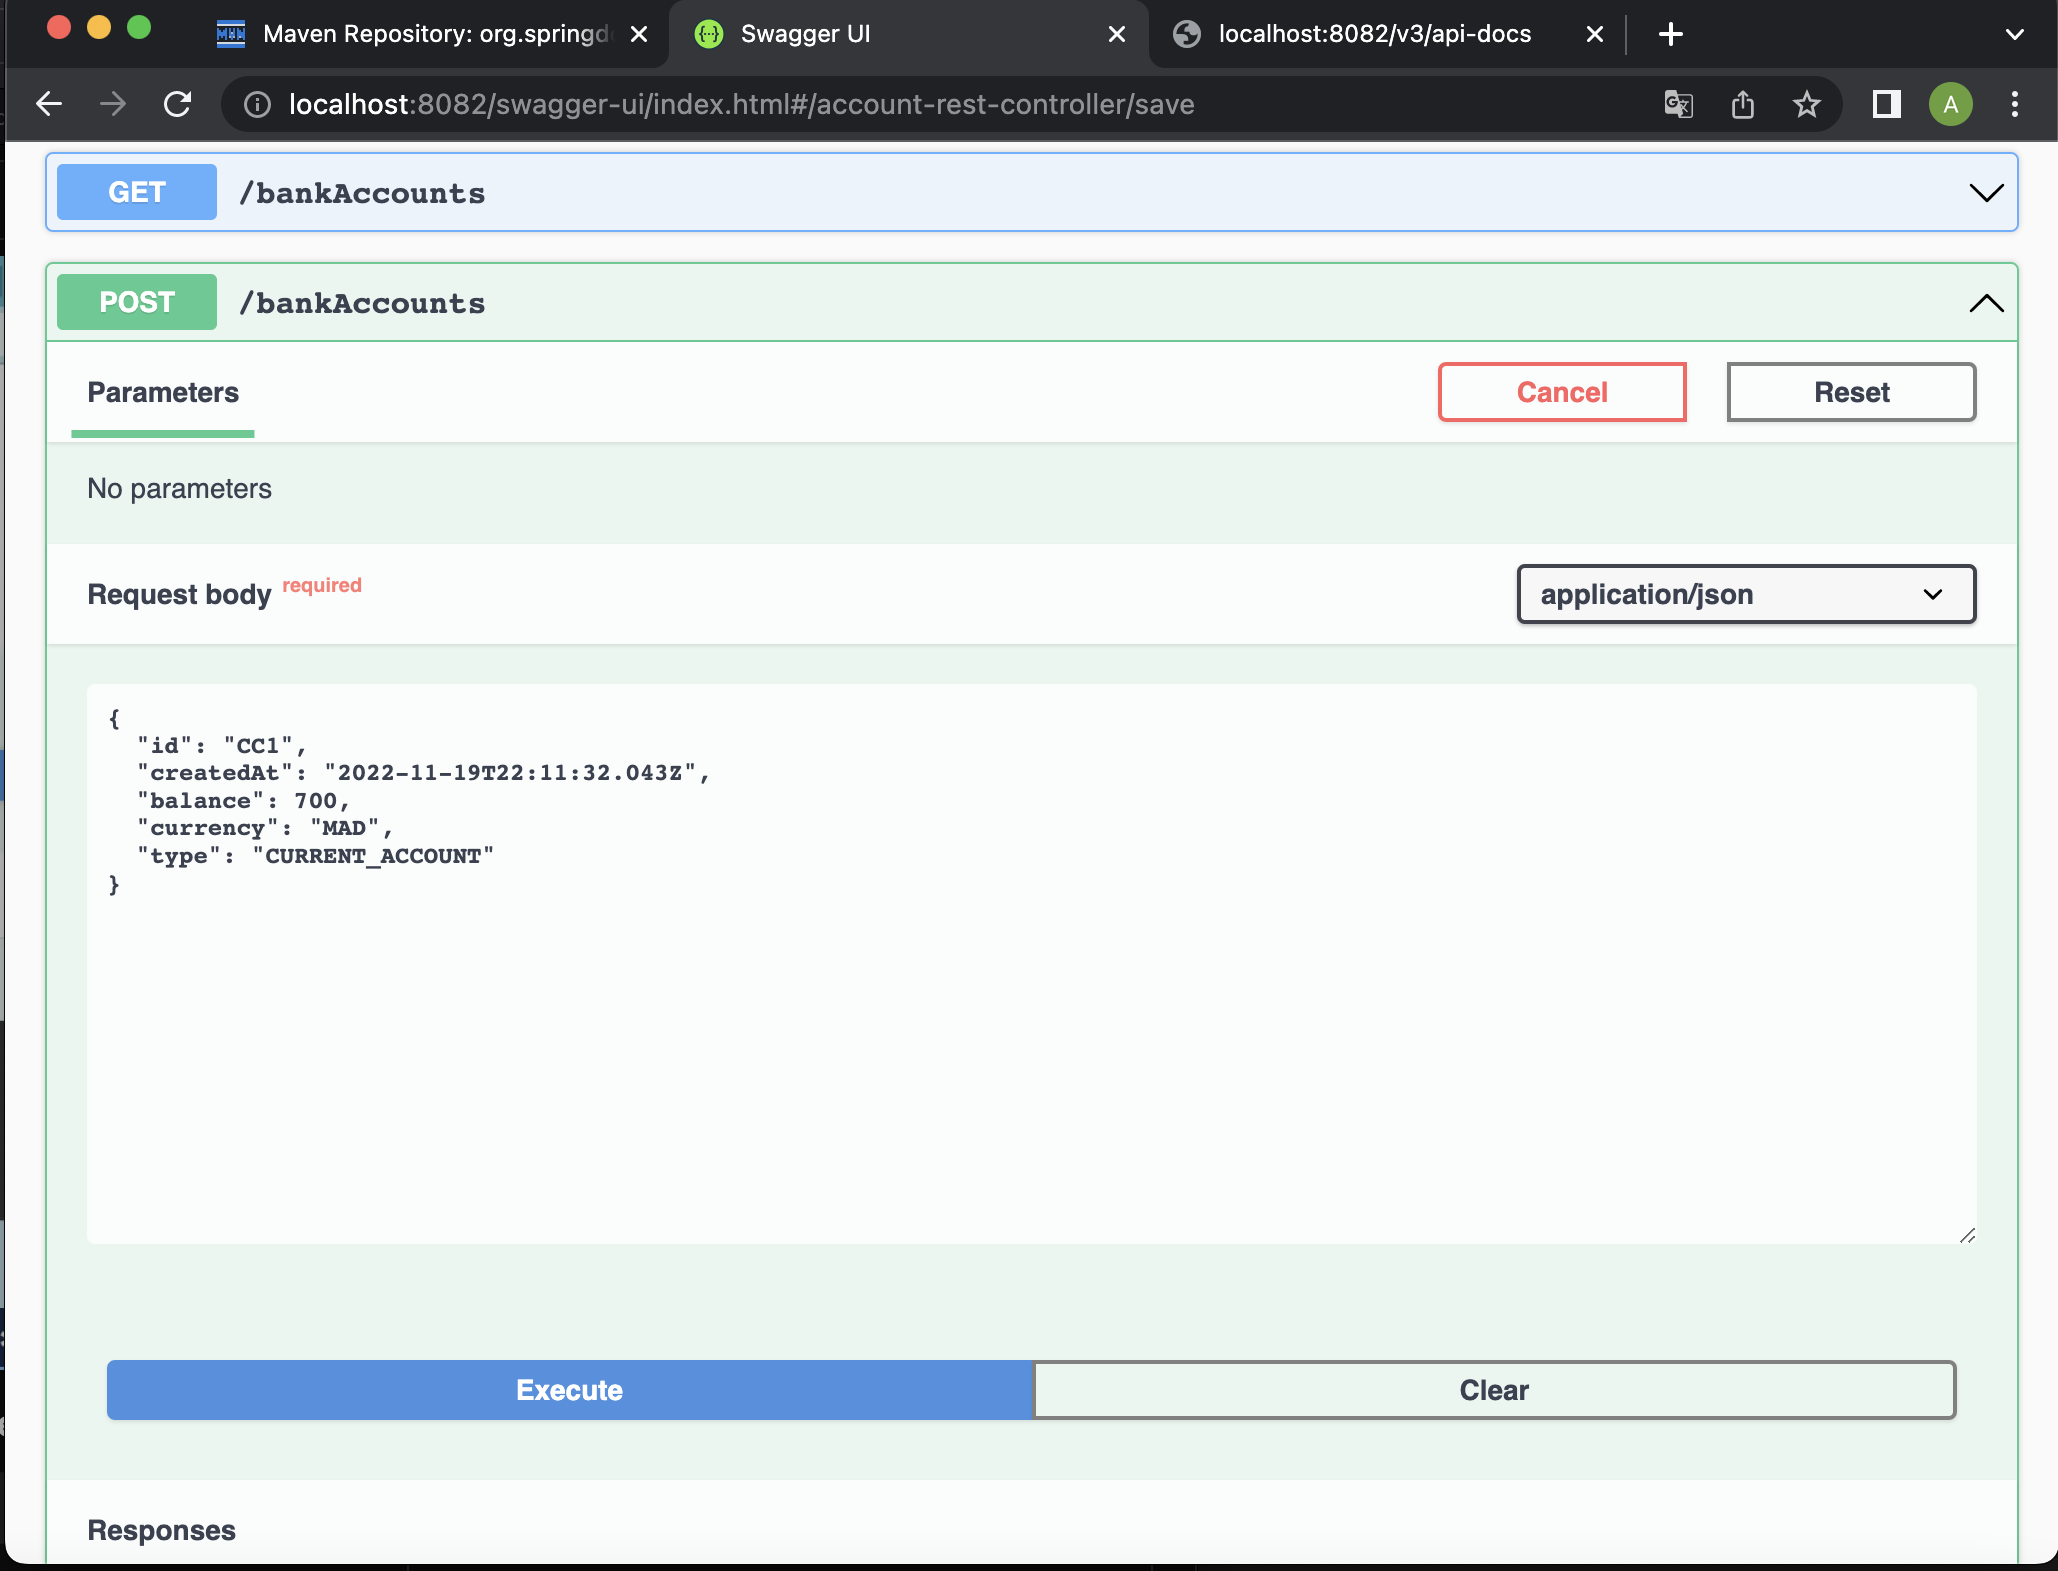 Maven Repository: org.springd
Swagger UI
localhost:8082/v3/api-docs
localhost:8082/swagger-ui/index.html#/account-rest-controller/save
A
GET /bankAccounts
POST /bankAccounts
Parameters
Cancel
Reset
No parameters
Request body required
application/json
{
"id": "CC1",
"createdAt": "2022-11-19T22:11:32.043Z",
"balance": 700,
"currency": "MAD",
"type": "CURRENT_ACCOUNT"
}
Execute
Clear
Responses